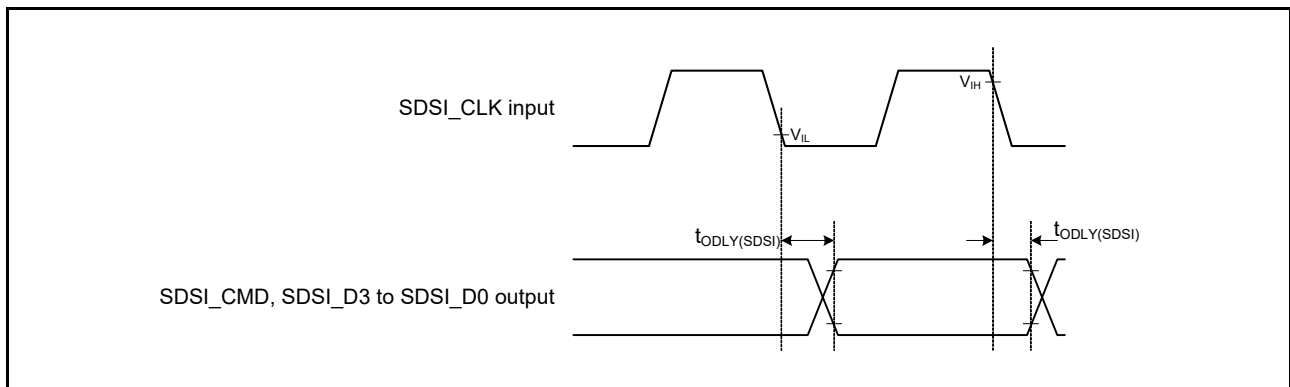 SDSI_CLK input
VIH
VIL
tODLY(SDSI)
tODLY(SDSI)
SDSI_CMD, SDSI_D3 to SDSI_D0 output